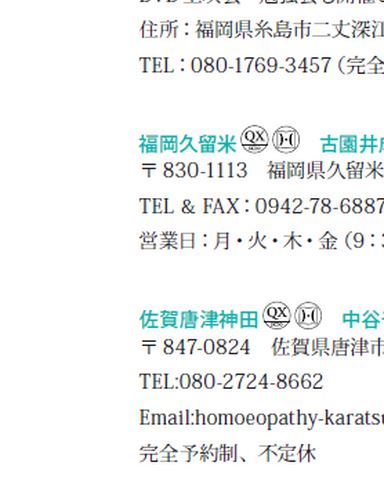 住所：福岡県糸島市二丈深江
TEL：080-1769-3457（完全
福岡久留米 QX 古園井成
〒830-1113　福岡県久留米
TEL & FAX：0942-78-6887
営業日：月・火・木・金（9：3
佐賀唐津神田 QX 中谷
〒847-0824　佐賀県唐津市
TEL:080-2724-8662
Email:homoeopathy-karatsu
完全予約制、不定休